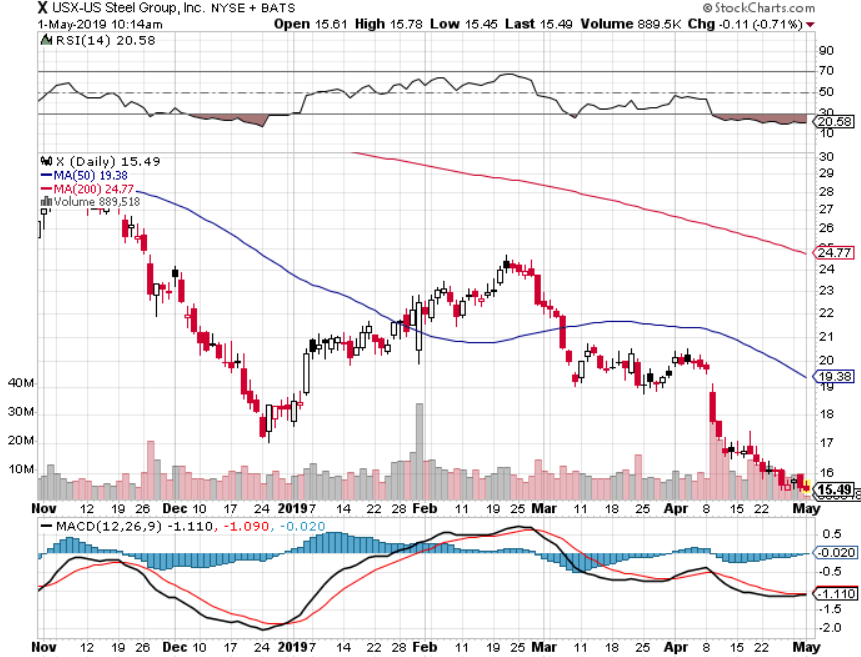 X USX-US Steel Group, Inc. NYSE + BATS © StockCharts.com
1-May-2019 10:14am Open 15.61 High 15.78 Low 15.45 Last 15.49 Volume 889.5K Chg -0.11 (-0.71%)
RSI(14) 20.58
90
70
50
30
20.58
10
X (Daily) 15.49
MA(50) 19.38
MA(200) 24.77
Volume 889,518
30
29
28
27
26
25
24.77
24
23
22
21
20
19.38
19
18
17
16
15.49
40M
30M
20M
10M
Nov 12 19 26 Dec 10 17 24 2019 7 14 22 28 Feb 11 19 25 Mar 11 18 25 Apr 8 15 22 May
MACD(12,26,9) -1.110, -1.090, -0.020
0.5
-0.020
-0.5
-1.110
-1.5
-2.0
Nov 12 19 26 Dec 10 17 24 2019 7 14 22 28 Feb 11 19 25 Mar 11 18 25 Apr 8 15 22 May